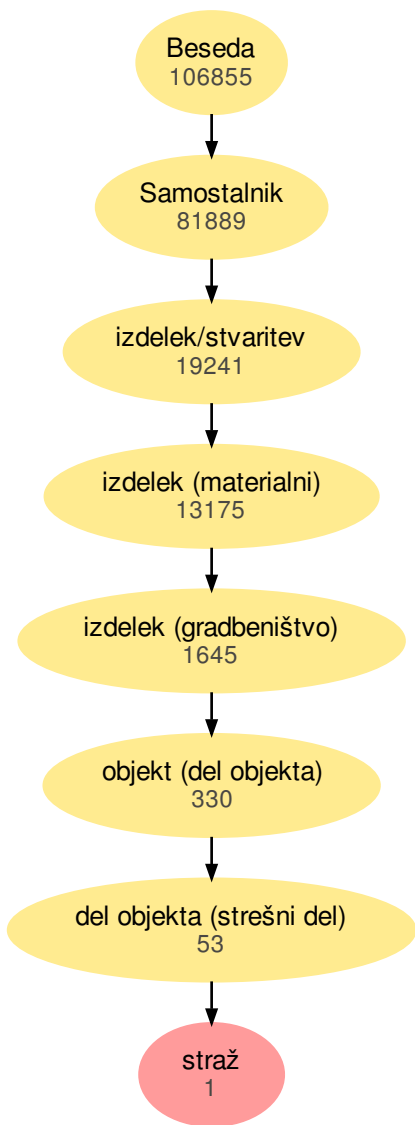 Beseda
106855
Samostalnik
81889
izdelek/stvaritev
19241
izdelek (materialni)
13175
izdelek (gradbeništvo)
1645
objekt (del objekta)
330
del objekta (strešni del)
53
straž
1